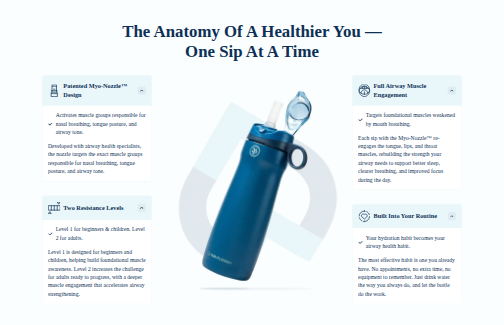 The Anatomy Of A Healthier You —
One Sip At A Time
Patented Myo-Nozzle™
Design
Activates muscle groups responsible for
nasal breathing, tongue posture, and
airway tone.
Developed with airway health specialists,
the nozzle targets the exact muscle groups
responsible for nasal breathing, tongue
posture, and airway tone.
Two Resistance Levels
Level 1 for beginners & children. Level
2 for adults.
Level 1 is designed for beginners and
children, helping build foundational muscle
awareness. Level 2 increases the challenge
for adults ready to progress, with a deeper
muscle engagement that accelerates airway
strengthening.
Full Airway Muscle
Engagement
Targets foundational muscles weakened
by mouth breathing.
Each sip with the Myo-Nozzle™ re-
engages the tongue, lips, and throat
muscles, rebuilding the strength your
airway needs to support better sleep,
clearer breathing, and improved focus
during the day.
Built Into Your Routine
Your hydration habit becomes your
airway health habit.
The most effective habit is one you already
have. No appointments, no extra time, no
equipment to remember. Just drink water
the way you always do, and let the bottle
do the work.